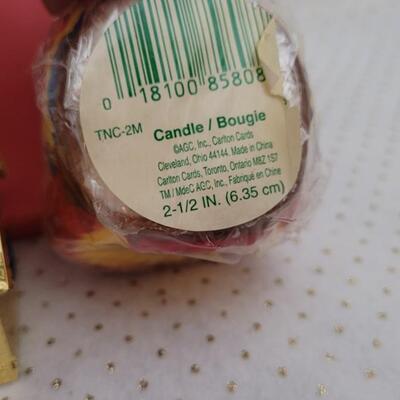 0 18100 85808
TNC-2M
Candle / Bougie
©AGC, Inc., Carlton Cards
Cleveland, Ohio 44144. Made in China
Carlton Cards, Toronto, Ontario M8Z 1S7
TM / MdeC AGC, Inc., Fabriqué en Chine
2-1/2 IN. (6.35 cm)